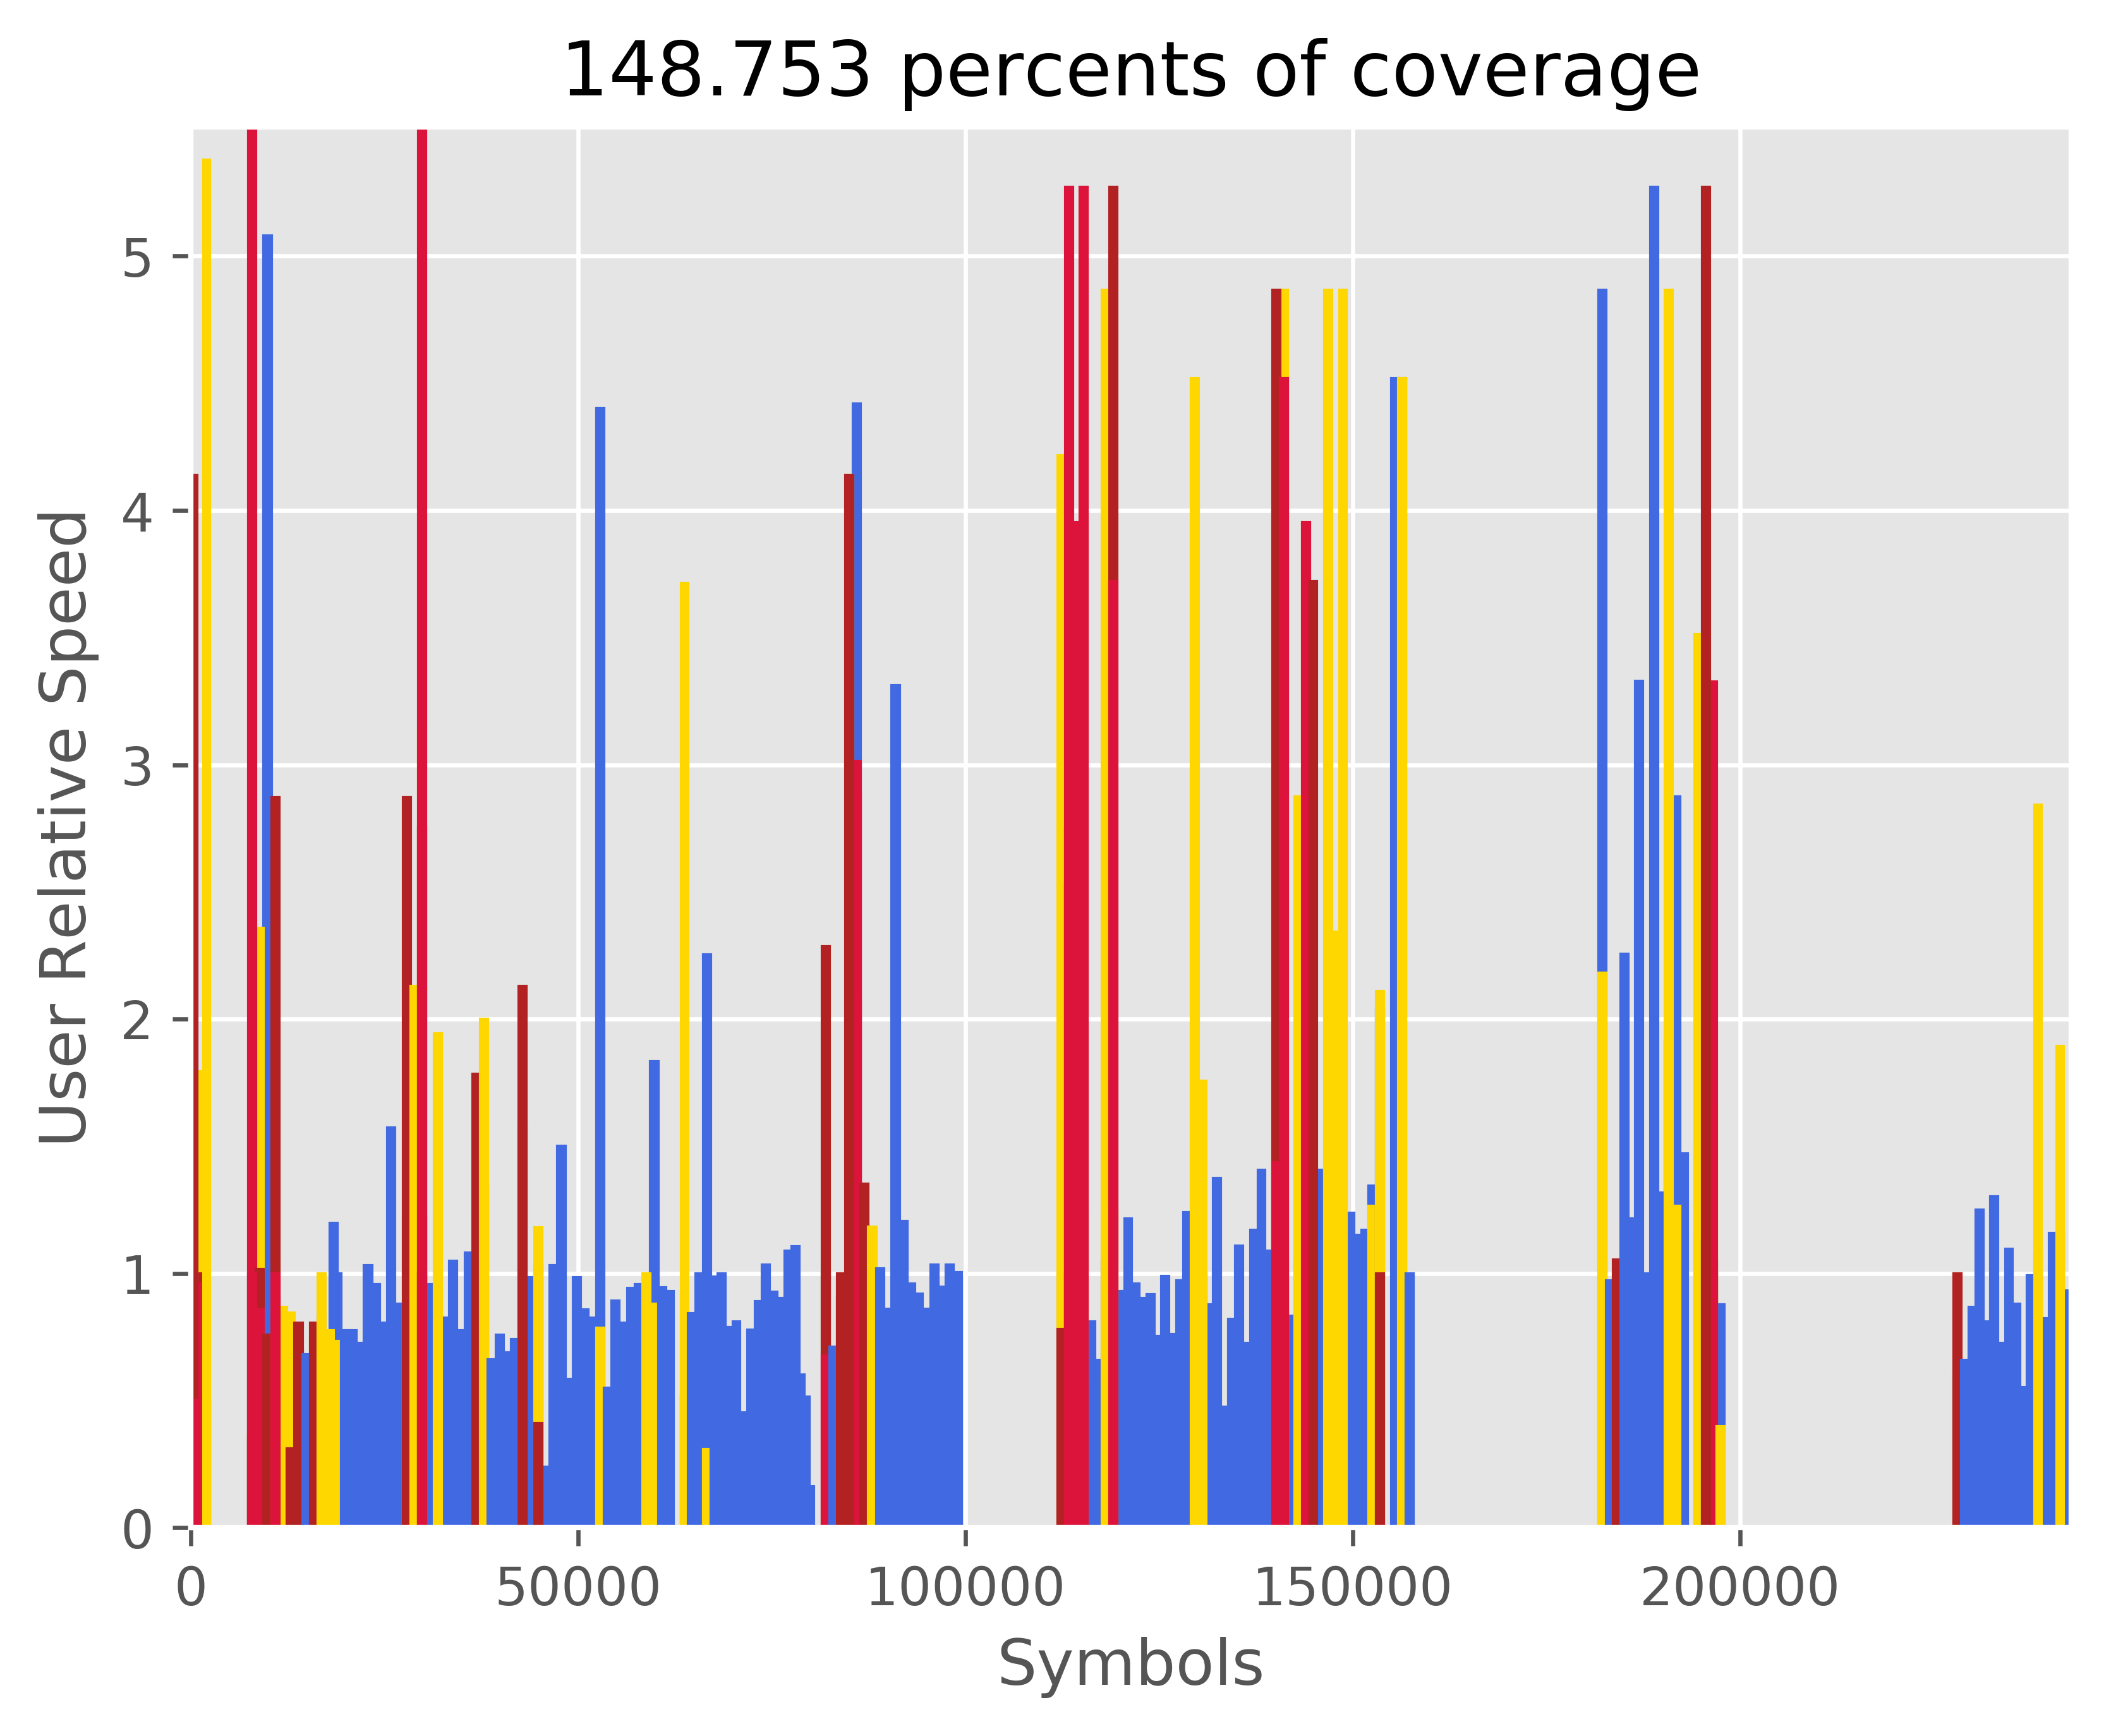 148.753 percents of coverage
User Relative Speed
5
4
3
2
1
0
0 50000 100000 150000 200000
Symbols